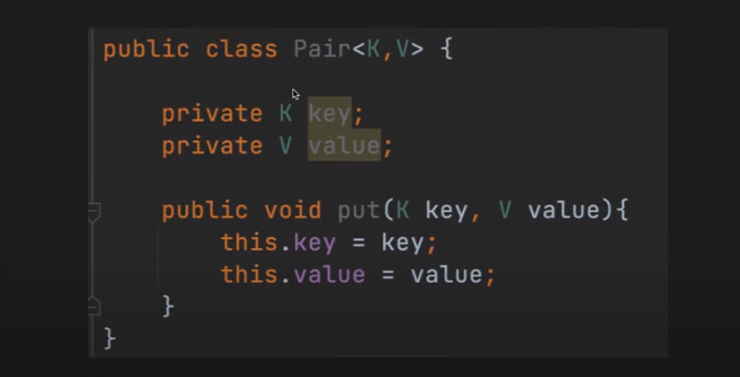 public class Pair<K,V> {
private K key;
private V value;
public void put(K key, V value){
this.key = key;
this.value = value;
}
}